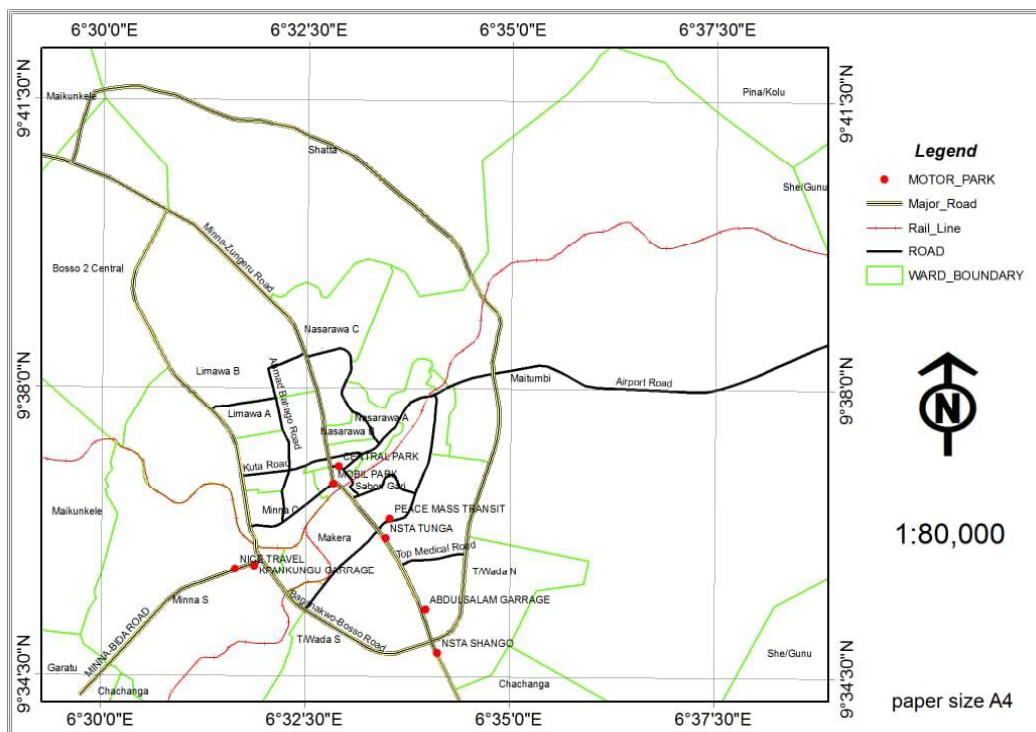 6°30'0"E 6°32'30"E 6°35'0"E 6°37'30"E
9°41'30"N
9°41'30"N
Maikunkele
Pina/Kolu
Shatta
She/Gunu
Minna-Zungeru Road
Bosso 2 Central
Nasarawa C
Limawa B
Ahmad Bahago Road
Maitumbi
Airport Road
9°38'0"N
9°38'0"N
Limawa A
Nasarawa A
Nasarawa B
Kuta Road
CENTRAL PARK
MOBIL PARK
Sabon Gari
Maikunkele
Minna C
PEACE MASS TRANSIT
Makera
NSTA TUNGA
Top Medical Road
NICE TRAVEL
KPANKUNGU GARRAGE
T/Wada N
Minna S
ABDULSALAM GARRAGE
MINNA-BIDA ROAD
T/Wada S
NSTA SHANGO
Garatu
She/Gunu
Chachanga
Chachanga
9°34'30"N
9°34'30"N
6°30'0"E 6°32'30"E 6°35'0"E 6°37'30"E
Legend
MOTOR_PARK
Major_Road
Rail_Line
ROAD
WARD_BOUNDARY
N
1:80,000
paper size A4